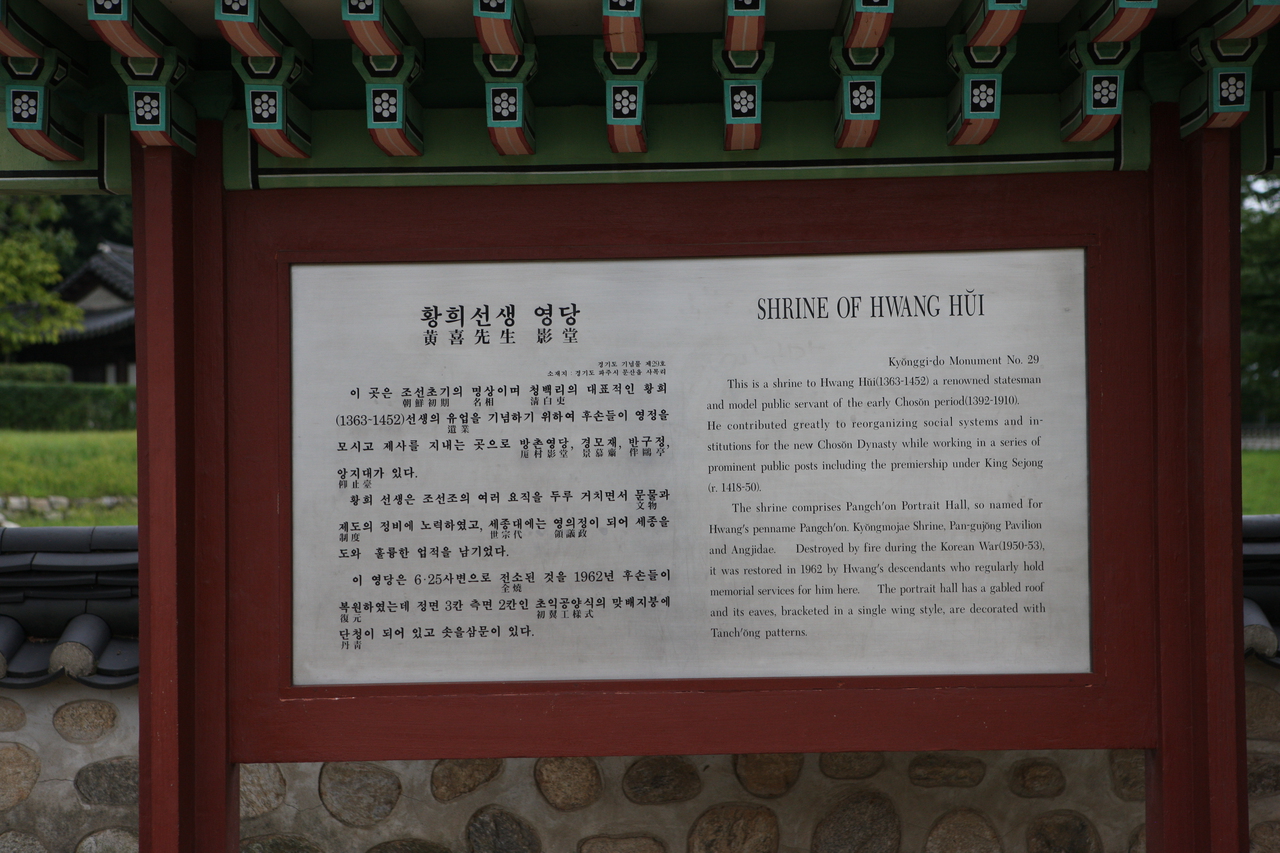 황희선생 영당
黄喜先生 影堂
경기도 기념물 제29호
소재지 : 경기도 파주시 문산읍 사목리
이 곳은 조선초기의 명상이며 청백리의 대표적인 황희
朝鮮初期 名相 淸白吏
(1363-1452)선생의 유업을 기념하기 위하여 후손들이 영정을
遺業
모시고 제사를 지내는 곳으로 방촌영당, 경모재, 반구정,
厖村影堂 景慕齋 伴鷗亭
앙지대가 있다.
仰止臺
황희 선생은 조선조의 여러 요직을 두루 거치면서 문물과
文物
제도의 정비에 노력하였고, 세종대에는 영의정이 되어 세종을
制度 世宗代 領議政
도와 훌륭한 업적을 남기었다.
이 영당은 6·25사변으로 전소된 것을 1962년 후손들이
全燒
복원하였는데 정면 3칸 측면 2칸인 초익공양식의 맞배지붕에
復元 初翼工樣式
단청이 되어 있고 솟을삼문이 있다.
丹靑
SHRINE OF HWANG HŬI
Kyŏnggi-do Monument No. 29
This is a shrine to Hwang Hŭi(1363-1452) a renowned statesman
and model public servant of the early Chosŏn period(1392-1910).
He contributed greatly to reorganizing social systems and in-
stitutions for the new Chosŏn Dynasty while working in a series of
prominent public posts including the premiership under King Sejong
(r. 1418-50).
The shrine comprises Pangch'on Portrait Hall, so named for
Hwang's penname Pangch'on. Kyŏngmojae Shrine, Pan-gujŏng Pavilion
and Angjidae. Destroyed by fire during the Korean War(1950-53),
it was restored in 1962 by Hwang's descendants who regularly hold
memorial services for him here. The portrait hall has a gabled roof
and its eaves, bracketed in a single wing style, are decorated with
Tanch'ŏng patterns.